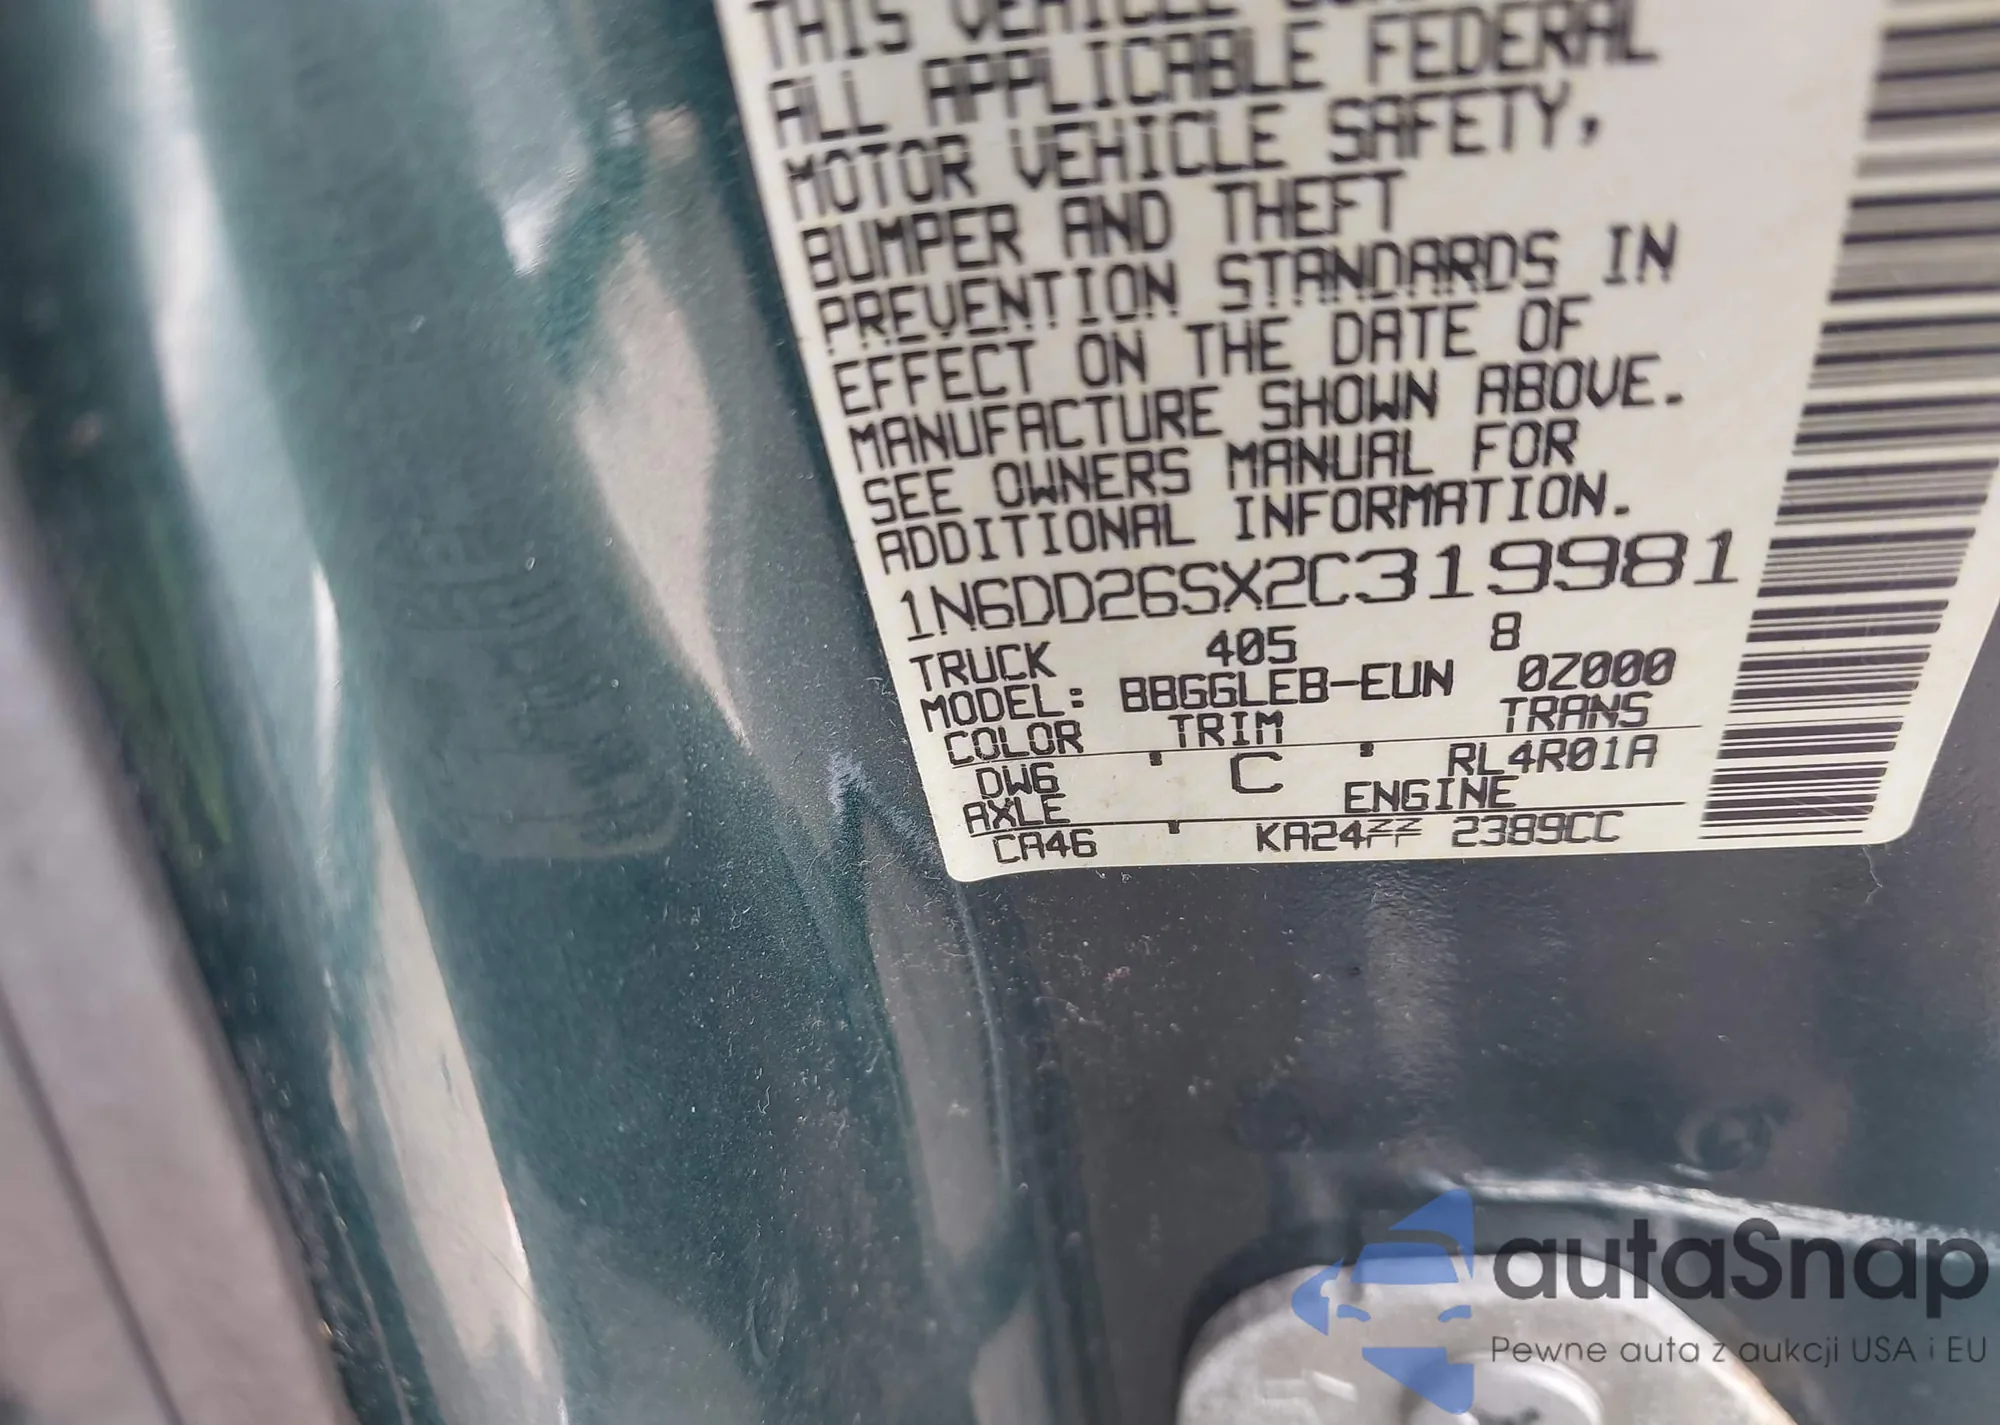 THIS VEHICLE
ALL APPLICABLE FEDERAL
MOTOR VEHICLE SAFETY,
BUMPER AND THEFT
PREVENTION STANDARDS IN
EFFECT ON THE DATE OF
MANUFACTURE SHOWN ABOVE.
SEE OWNERS MANUAL FOR
ADDITIONAL INFORMATION.
1N6DD26SX2C319981
TRUCK 405 8
MODEL: BBGGLEB-EUN 0Z000
COLOR TRIM TRANS
DW6 C RL4R01A
AXLE ENGINE
CA46 2389CC
autaSnap
Pewne auta z aukcji USA i EU